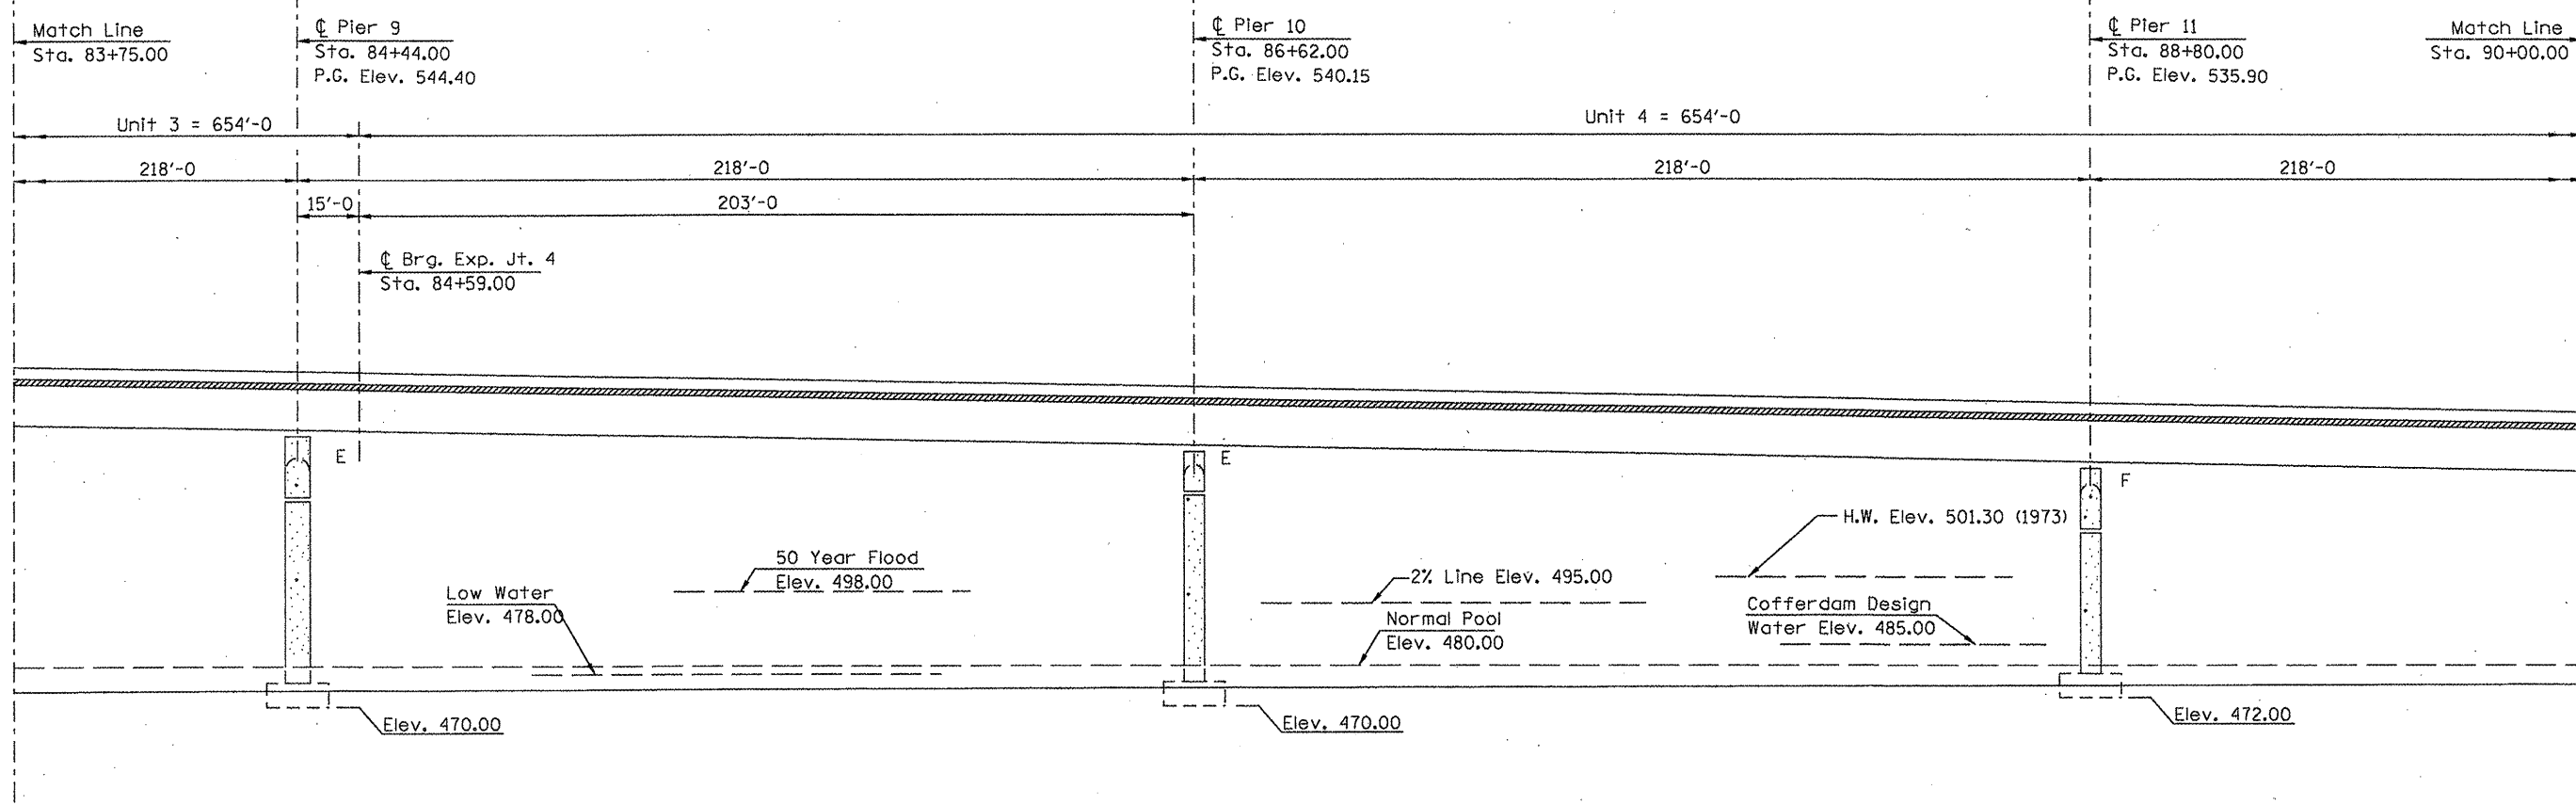 Match Line
Sta. 83+75.00
℄ Pier 9
Sta. 84+44.00
P.G. Elev. 544.40
℄ Pier 10
Sta. 86+62.00
P.G. Elev. 540.15
℄ Pier 11
Sta. 88+80.00
P.G. Elev. 535.90
Match Line
Sta. 90+00.00
Unit 3 = 654'-0
Unit 4 = 654'-0
218'-0
218'-0
218'-0
218'-0
15'-0
203'-0
℄ Brg. Exp. Jt. 4
Sta. 84+59.00
E
E
F
H.W. Elev. 501.30 (1973)
50 Year Flood
Elev. 498.00
2% Line Elev. 495.00
Low Water
Elev. 478.00
Normal Pool
Elev. 480.00
Cofferdam Design
Water Elev. 485.00
Elev. 470.00
Elev. 470.00
Elev. 472.00